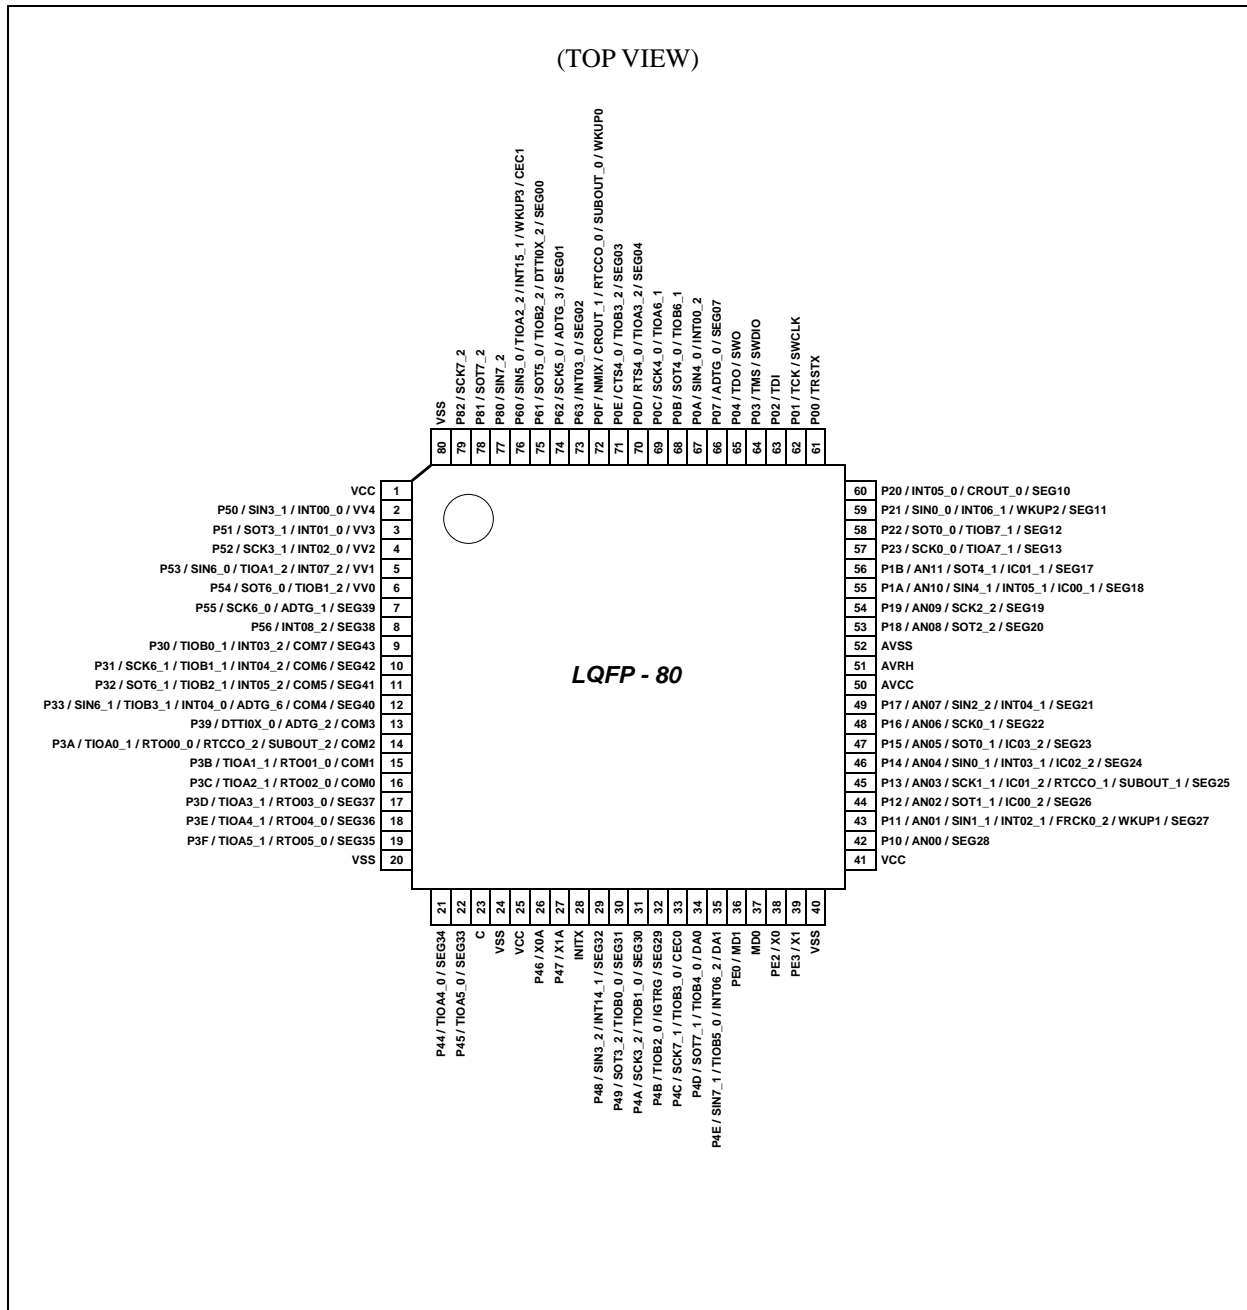 (TOP VIEW)
VSS
P82 / SCK7_2
P81 / SOT7_2
P80 / SIN7_2
P60 / SIN5_0 / TIOA2_2 / INT15_1 / WKUP3 / CEC1
P61 / SOT5_0 / TIOB2_2 / DTTI0X_2 / SEG00
P62 / SCK5_0 / ADTG_3 / SEG01
P63 / INT03_0 / SEG02
P0F / NMIX / CROUT_1 / RTCCO_0 / SUBOUT_0 / WKUP0
P0E / CTS4_0 / TIOB3_2 / SEG03
P0D / RTS4_0 / TIOA3_2 / SEG04
P0C / SCK4_0 / TIOA6_1
P0B / SOT4_0 / TIOB6_1
P0A / SIN4_0 / INT00_2
P07 / ADTG_0 / SEG07
P04 / TDO / SWO
P03 / TMS / SWDIO
P02 / TDI
P01 / TCK / SWCLK
P00 / TRSTX
80 79 78 77 76 75 74 73 72 71 70 69 68 67 66 65 64 63 62 61
VCC 1
P50 / SIN3_1 / INT00_0 / VV4 2
P51 / SOT3_1 / INT01_0 / VV3 3
P52 / SCK3_1 / INT02_0 / VV2 4
P53 / SIN6_0 / TIOA1_2 / INT07_2 / VV1 5
P54 / SOT6_0 / TIOB1_2 / VV0 6
P55 / SCK6_0 / ADTG_1 / SEG39 7
P56 / INT08_2 / SEG38 8
P30 / TIOB0_1 / INT03_2 / COM7 / SEG43 9
P31 / SCK6_1 / TIOB1_1 / INT04_2 / COM6 / SEG42 10
P32 / SOT6_1 / TIOB2_1 / INT05_2 / COM5 / SEG41 11
P33 / SIN6_1 / TIOB3_1 / INT04_0 / ADTG_6 / COM4 / SEG40 12
P39 / DTTI0X_0 / ADTG_2 / COM3 13
P3A / TIOA0_1 / RTO00_0 / RTCCO_2 / SUBOUT_2 / COM2 14
P3B / TIOA1_1 / RTO01_0 / COM1 15
P3C / TIOA2_1 / RTO02_0 / COM0 16
P3D / TIOA3_1 / RTO03_0 / SEG37 17
P3E / TIOA4_1 / RTO04_0 / SEG36 18
P3F / TIOA5_1 / RTO05_0 / SEG35 19
VSS 20
LQFP - 80
60 P20 / INT05_0 / CROUT_0 / SEG10
59 P21 / SIN0_0 / INT06_1 / WKUP2 / SEG11
58 P22 / SOT0_0 / TIOB7_1 / SEG12
57 P23 / SCK0_0 / TIOA7_1 / SEG13
56 P1B / AN11 / SOT4_1 / IC01_1 / SEG17
55 P1A / AN10 / SIN4_1 / INT05_1 / IC00_1 / SEG18
54 P19 / AN09 / SCK2_2 / SEG19
53 P18 / AN08 / SOT2_2 / SEG20
52 AVSS
51 AVRH
50 AVCC
49 P17 / AN07 / SIN2_2 / INT04_1 / SEG21
48 P16 / AN06 / SCK0_1 / SEG22
47 P15 / AN05 / SOT0_1 / IC03_2 / SEG23
46 P14 / AN04 / SIN0_1 / INT03_1 / IC02_2 / SEG24
45 P13 / AN03 / SCK1_1 / IC01_2 / RTCCO_1 / SUBOUT_1 / SEG25
44 P12 / AN02 / SOT1_1 / IC00_2 / SEG26
43 P11 / AN01 / SIN1_1 / INT02_1 / FRCK0_2 / WKUP1 / SEG27
42 P10 / AN00 / SEG28
41 VCC
21 22 23 24 25 26 27 28 29 30 31 32 33 34 35 36 37 38 39 40
P44 / TIOA4_0 / SEG34
P45 / TIOA5_0 / SEG33
C
VSS
VCC
P46 / X0A
P47 / X1A
INITX
P48 / SIN3_2 / INT14_1 / SEG32
P49 / SOT3_2 / TIOB0_0 / SEG31
P4A / SCK3_2 / TIOB1_0 / SEG30
P4B / TIOB2_0 / IGTRG / SEG29
P4C / SCK7_1 / TIOB3_0 / CEC0
P4D / SOT7_1 / TIOB4_0 / DA0
P4E / SIN7_1 / TIOB5_0 / INT06_2 / DA1
PE0 / MD1
MD0
PE2 / X0
PE3 / X1
VSS